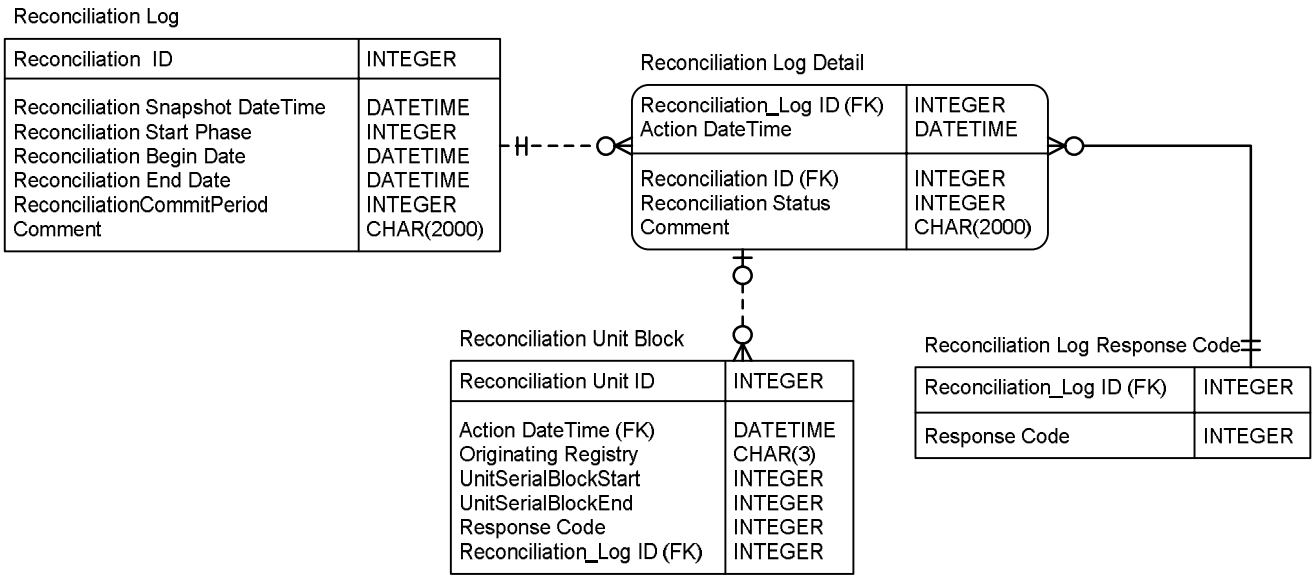 Reconciliation Log
Reconciliation ID INTEGER
Reconciliation Snapshot DateTime DATETIME
Reconciliation Start Phase INTEGER
Reconciliation Begin Date DATETIME
Reconciliation End Date DATETIME
ReconciliationCommitPeriod INTEGER
Comment CHAR(2000)
Reconciliation Log Detail
Reconciliation_Log ID (FK) INTEGER
Action DateTime DATETIME
Reconciliation ID (FK) INTEGER
Reconciliation Status INTEGER
Comment CHAR(2000)
Reconciliation Unit Block
Reconciliation Unit ID INTEGER
Action DateTime (FK) DATETIME
Originating Registry CHAR(3)
UnitSerialBlockStart INTEGER
UnitSerialBlockEnd INTEGER
Response Code INTEGER
Reconciliation_Log ID (FK) INTEGER
Reconciliation Log Response Code
Reconciliation_Log ID (FK) INTEGER
Response Code INTEGER